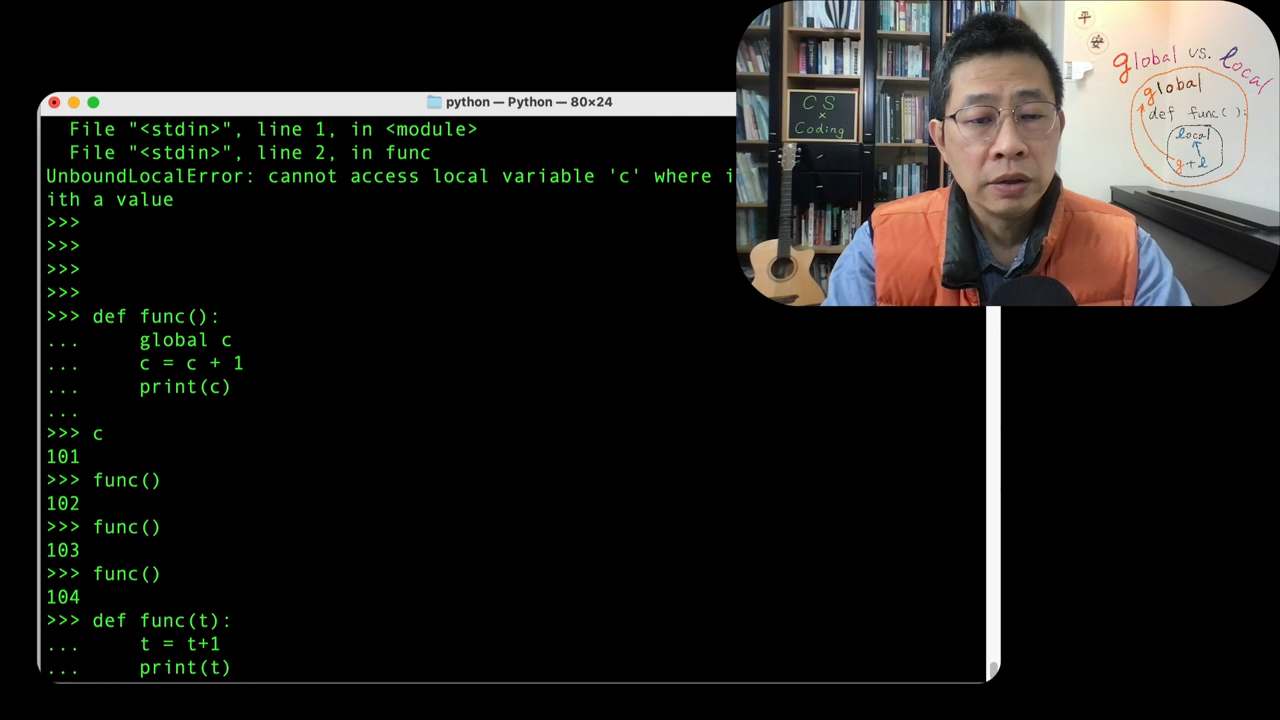 python — Python — 80×24
File "<stdin>", line 1, in <module>
File "<stdin>", line 2, in func
UnboundLocalError: cannot access local variable 'c' where i
ith a value
>>>
>>>
>>>
>>>
>>> def func():
...     global c
...     c = c + 1
...     print(c)
...
>>> c
101
>>> func()
102
>>> func()
103
>>> func()
104
>>> def func(t):
...     t = t+1
...     print(t)
CS
×
Coding
平
安
global vs. local
global
def func():
local
g+l